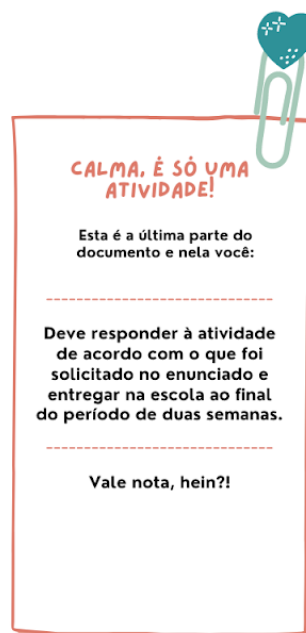 CALMA, É SÓ UMA
ATIVIDADE!
Esta é a última parte do
documento e nela você:
Deve responder à atividade
de acordo com o que foi
solicitado no enunciado e
entregar na escola ao final
do período de duas semanas.
Vale nota, hein?!